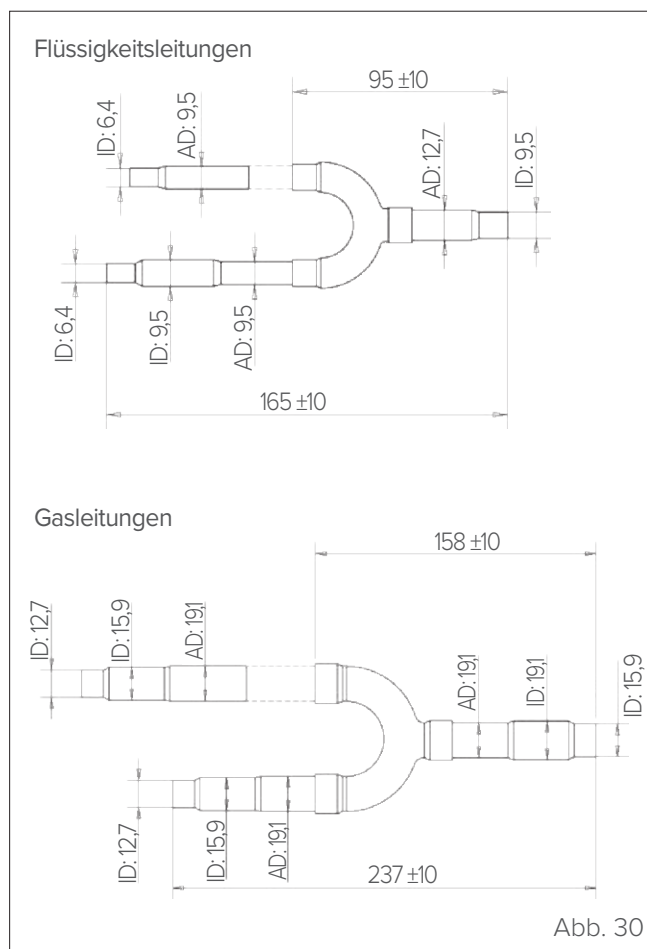 Flüssigkeitsleitungen
95 ±10
ID: 6,4
AD: 9,5
AD: 12,7
ID: 9,5
ID: 6,4
ID: 9,5
AD: 9,5
165 ±10
Gasleitungen
158 ±10
ID: 12,7
ID: 15,9
AD: 19,1
AD: 19,1
ID: 19,1
ID: 15,9
ID: 12,7
ID: 15,9
AD: 19,1
237 ±10
Abb. 30